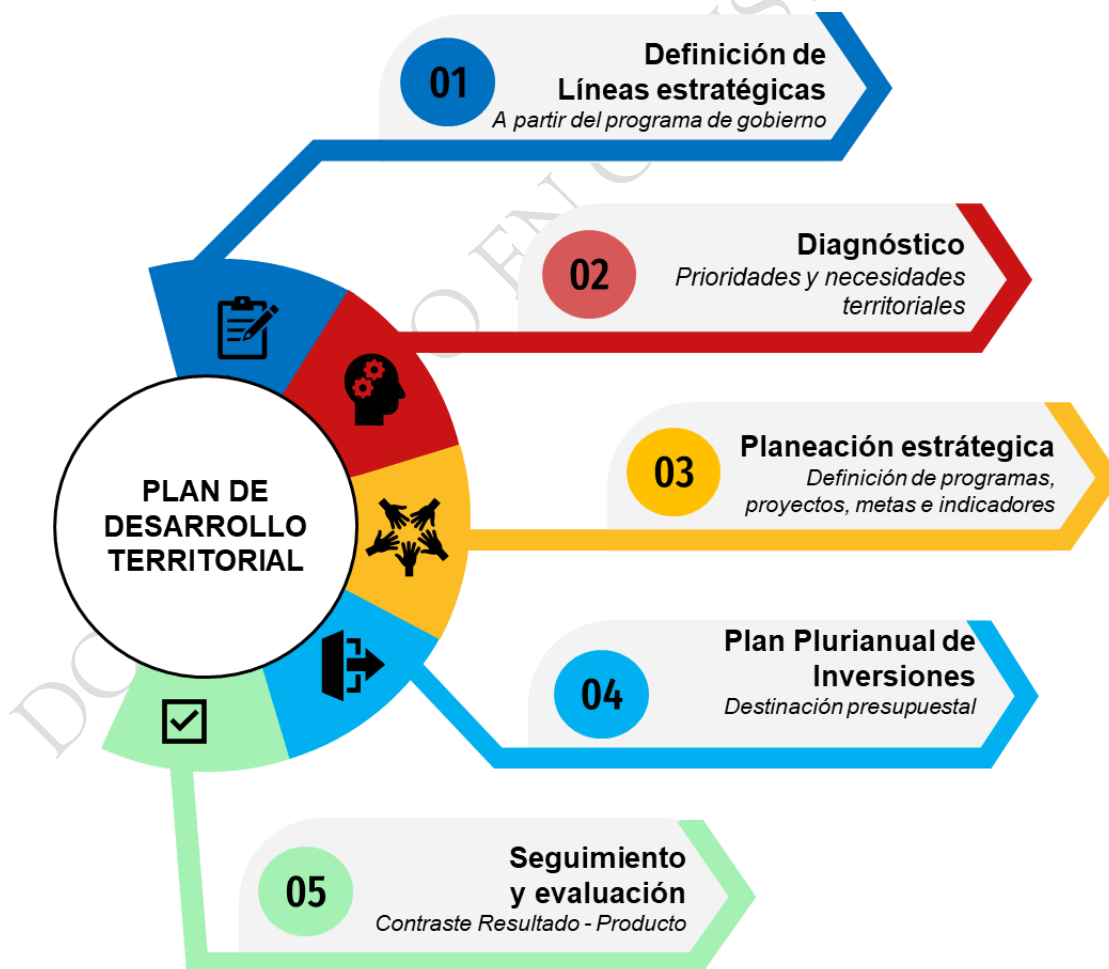 01
Definición de
Líneas estratégicas
A partir del programa de gobierno
02
Diagnóstico
Prioridades y necesidades
territoriales
03
Planeación estrátegica
Definición de programas,
proyectos, metas e indicadores
PLAN DE
DESARROLLO
TERRITORIAL
04
Plan Plurianual de
Inversiones
Destinación presupuestal
05
Seguimiento
y evaluación
Contraste Resultado - Producto